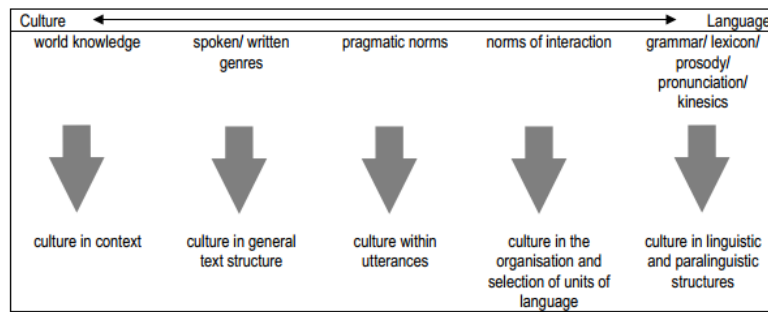 Culture Language
world knowledge
spoken/ written
genres
pragmatic norms
norms of interaction
grammar/ lexicon/
prosody/
pronunciation/
kinesics
culture in context
culture in general
text structure
culture within
utterances
culture in the
organisation and
selection of units of
language
culture in linguistic
and paralinguistic
structures